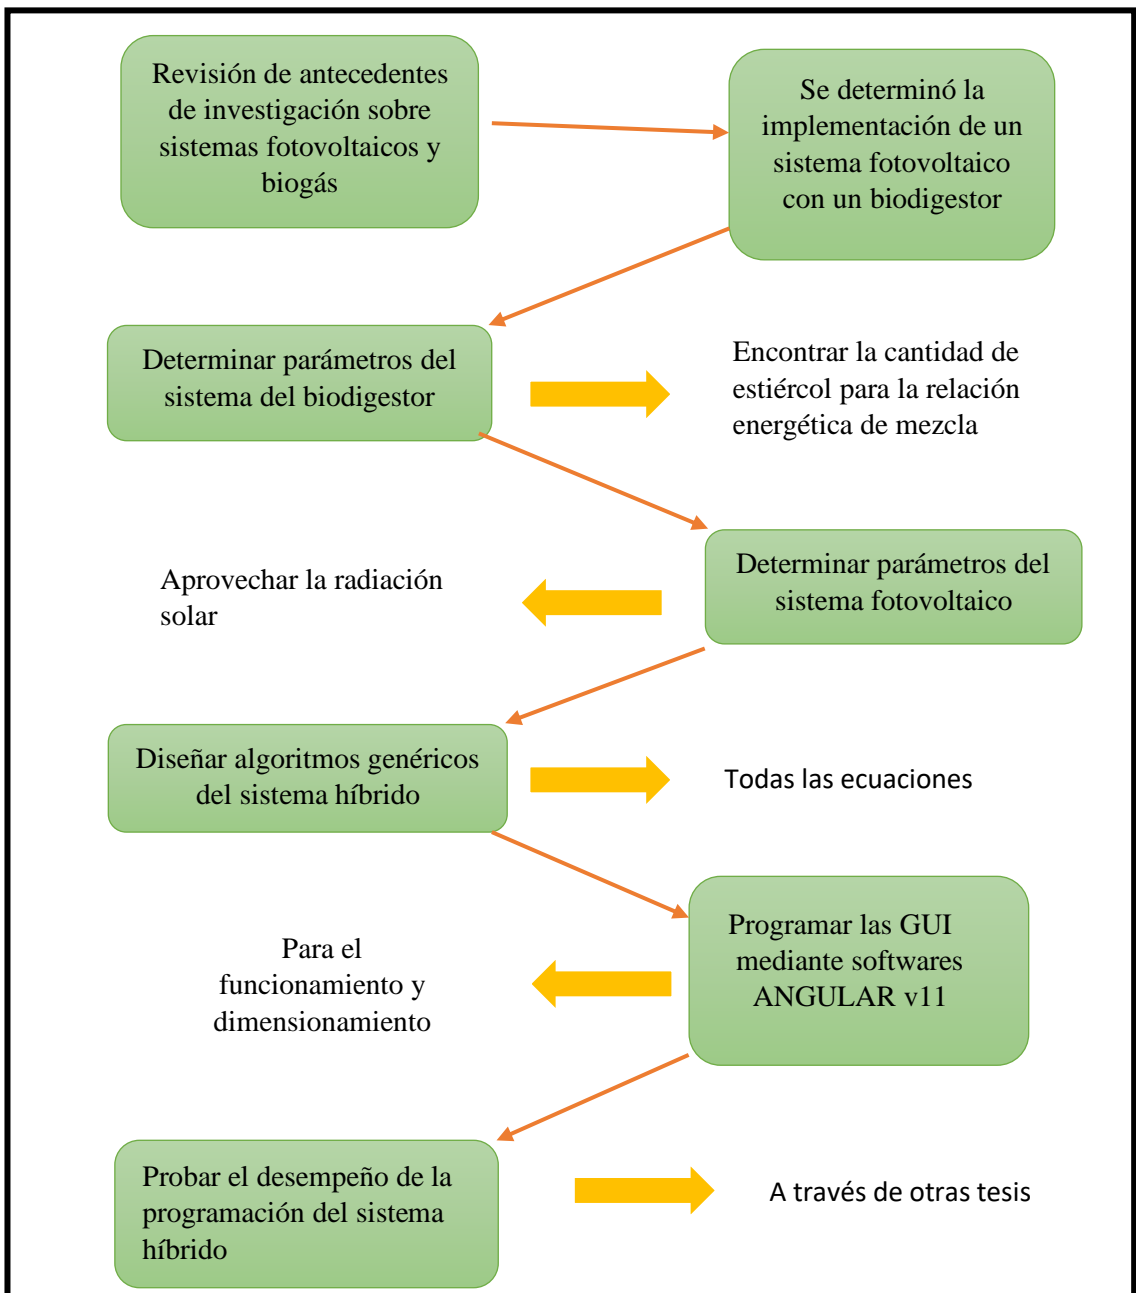 Revisión de antecedentes
de investigación sobre
sistemas fotovoltaicos y
biogás
Se determinó la
implementación de un
sistema fotovoltaico
con un biodigestor
Determinar parámetros del
sistema del biodigestor
Encontrar la cantidad de
estiércol para la relación
energética de mezcla
Determinar parámetros del
sistema fotovoltaico
Aprovechar la radiación
solar
Diseñar algoritmos genéricos
del sistema híbrido
Todas las ecuaciones
Programar las GUI
mediante softwares
ANGULAR v11
Para el
funcionamiento y
dimensionamiento
Probar el desempeño de la
programación del sistema
híbrido
A través de otras tesis